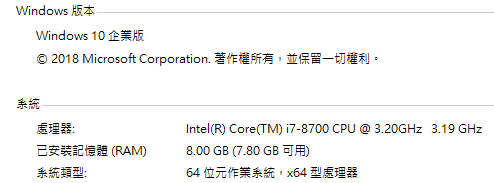 Windows 版本
Windows 10 企業版
© 2018 Microsoft Corporation. 著作權所有，並保留一切權利。
系統
處理器: Intel(R) Core(TM) i7-8700 CPU @ 3.20GHz 3.19 GHz
已安裝記憶體 (RAM) 8.00 GB (7.80 GB 可用)
系統類型: 64 位元作業系統，x64 型處理器